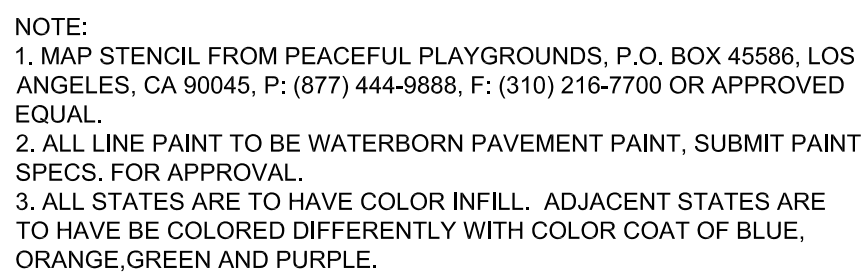 NOTE:
1. MAP STENCIL FROM PEACEFUL PLAYGROUNDS, P.O. BOX 45586, LOS
ANGELES, CA 90045, P: (877) 444-9888, F: (310) 216-7700 OR APPROVED
EQUAL.
2. ALL LINE PAINT TO BE WATERBORN PAVEMENT PAINT, SUBMIT PAINT
SPECS. FOR APPROVAL.
3. ALL STATES ARE TO HAVE COLOR INFILL.  ADJACENT STATES ARE
TO HAVE BE COLORED DIFFERENTLY WITH COLOR COAT OF BLUE,
ORANGE,GREEN AND PURPLE.